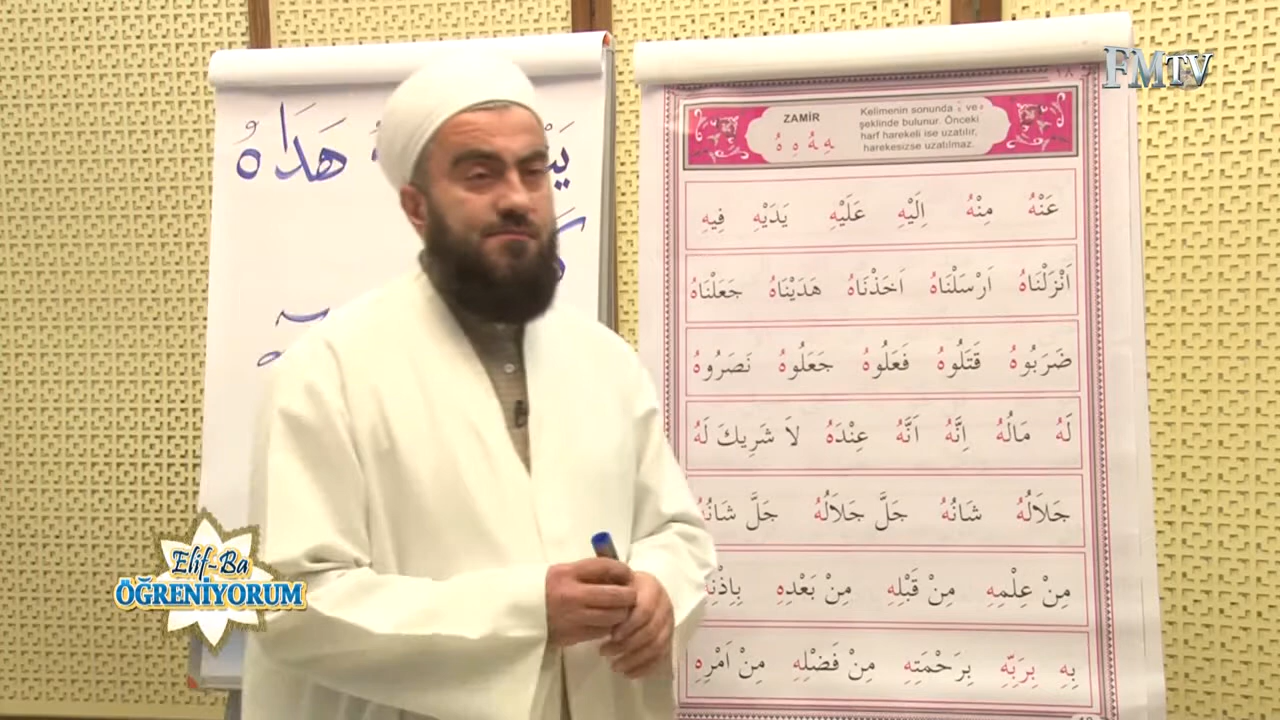 FMTV
ZAMİR
Kelimenin sonunda ve
şeklinde bulunur. Önceki
harf harekeli ise uzatılır,
harekesizse uzatılmaz.
هُ هِ هُ هِ
عَنْهُ مِنْهُ اِلَيْهِ عَلَيْهِ يَدَيْهِ فِيهِ
اَنْزَلْنَاهُ اَرْسَلْنَاهُ اَخَذْنَاهُ هَدَيْنَاهُ جَعَلْنَاهُ
ضَرَبُوهُ قَتَلُوهُ فَعَلُوهُ جَعَلُوهُ نَصَرُوهُ
لَهُ مَالُهُ اِنَّهُ اَنَّهُ عِنْدَهُ لاَ شَرِيكَ لَهُ
جَلاَلُهُ شَانُهُ جَلَّ جَلاَلُهُ جَلَّ شَانُهُ
مِنْ عِلْمِهِ مِنْ قَبْلِهِ مِنْ بَعْدِهِ بِاِذْنِهِ
بِهِ بِرَبِّهِ بِرَحْمَتِهِ مِنْ فَضْلِهِ مِنْ اَمْرِهِ
هَدَاهُ
Elif-Ba
ÖĞRENİYORUM